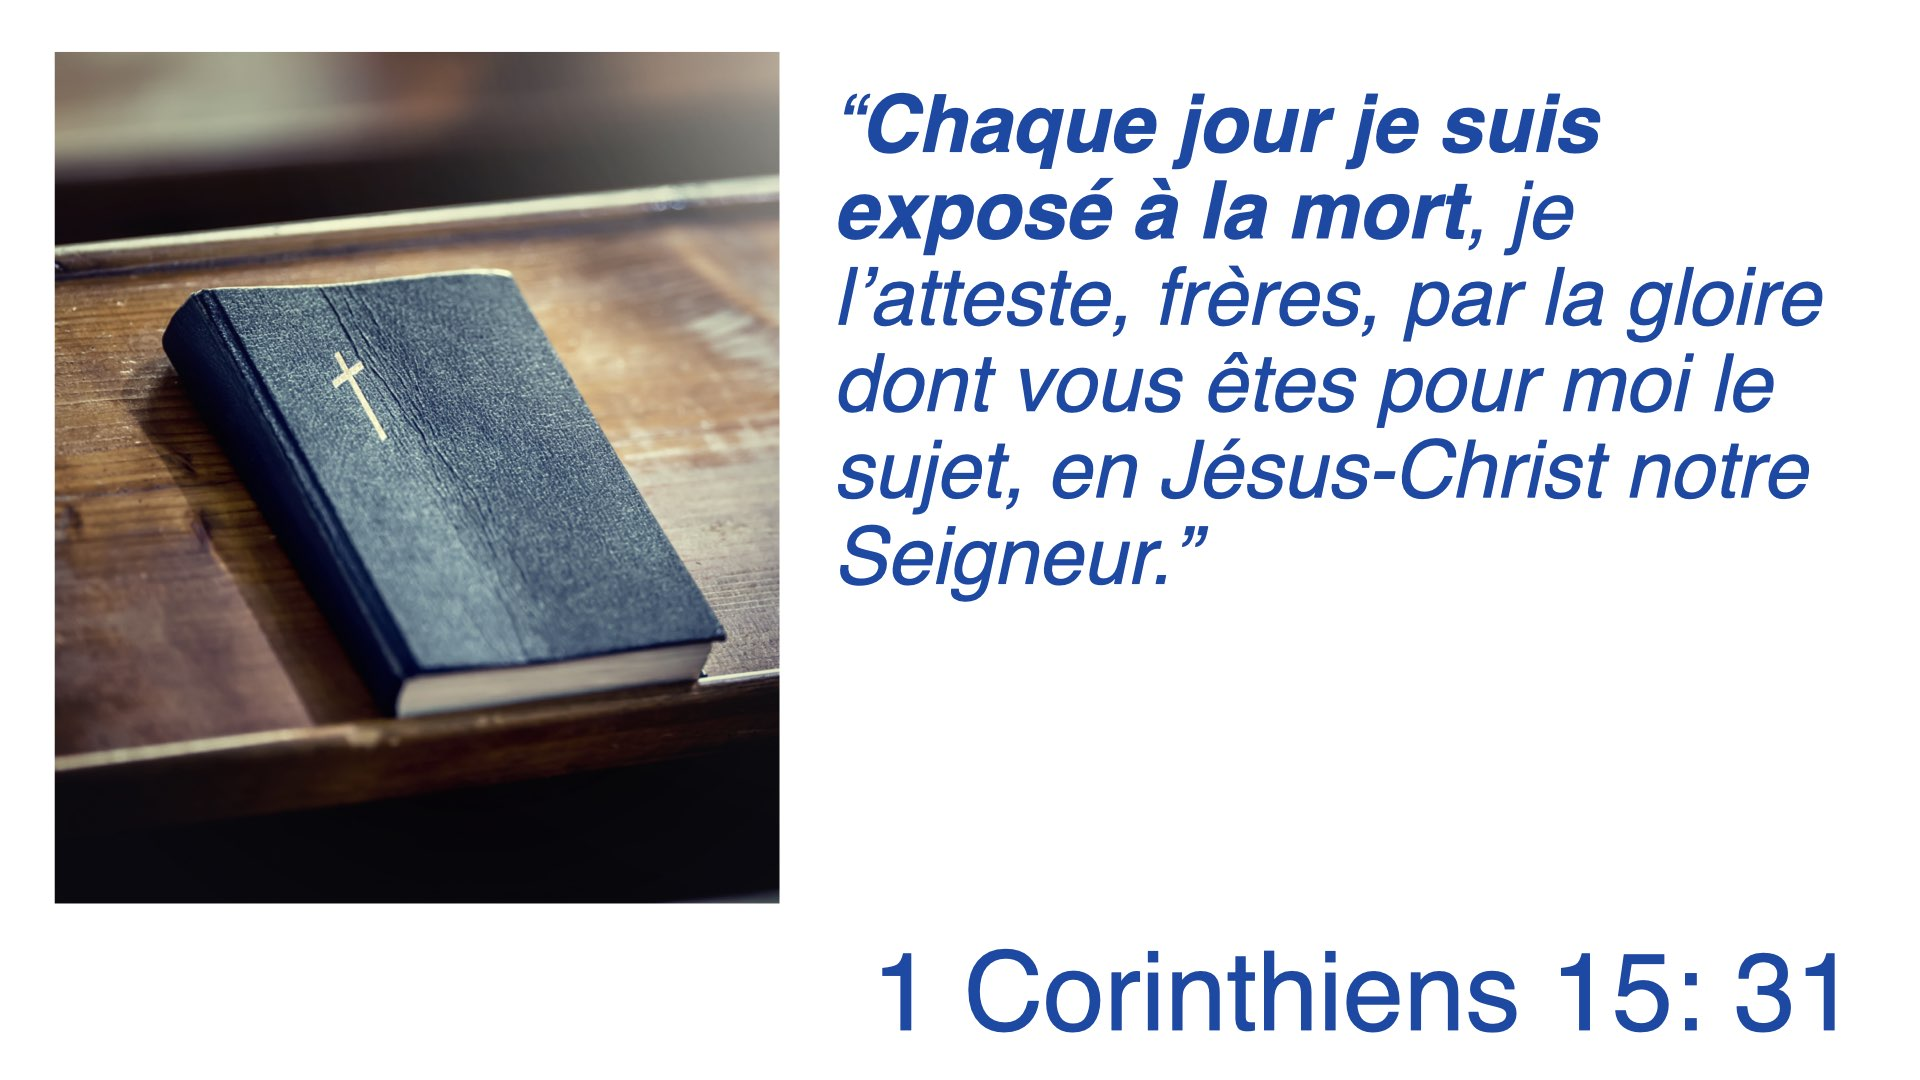 “Chaque jour je suis
exposé à la mort, je
l’atteste, frères, par la gloire
dont vous êtes pour moi le
sujet, en Jésus-Christ notre
Seigneur.”
1 Corinthiens 15: 31